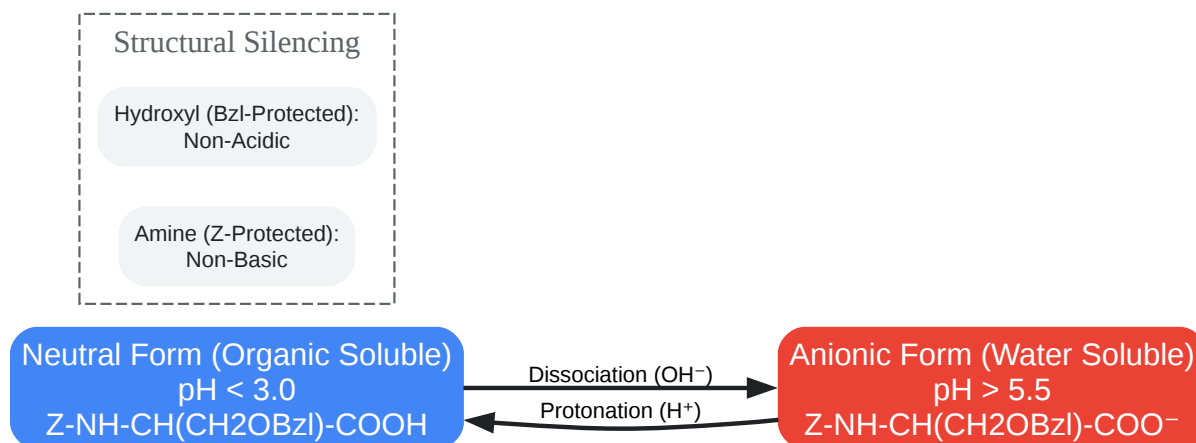 Structural Silencing
Hydroxyl (Bzl-Protected):
Non-Acidic
Amine (Z-Protected):
Non-Basic
Neutral Form (Organic Soluble)
pH < 3.0
Z-NH-CH(CH2OBzl)-COOH
Dissociation (OH⁻)
Protonation (H⁺)
Anionic Form (Water Soluble)
pH > 5.5
Z-NH-CH(CH2OBzl)-COO⁻